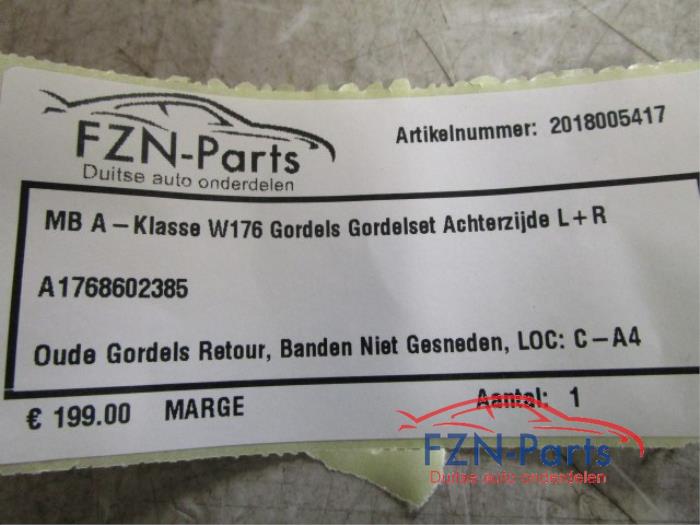 FZN-Parts
Duitse auto onderdelen
Artikelnummer: 2018005417
MB A - Klasse W176 Gordels Gordelset Achterzijde L + R
A1768602385
Oude Gordels Retour, Banden Niet Gesneden, LOC: C - A4
€ 199.00 MARGE Aantal: 1
FZN-Parts
Duitse auto onderdelen